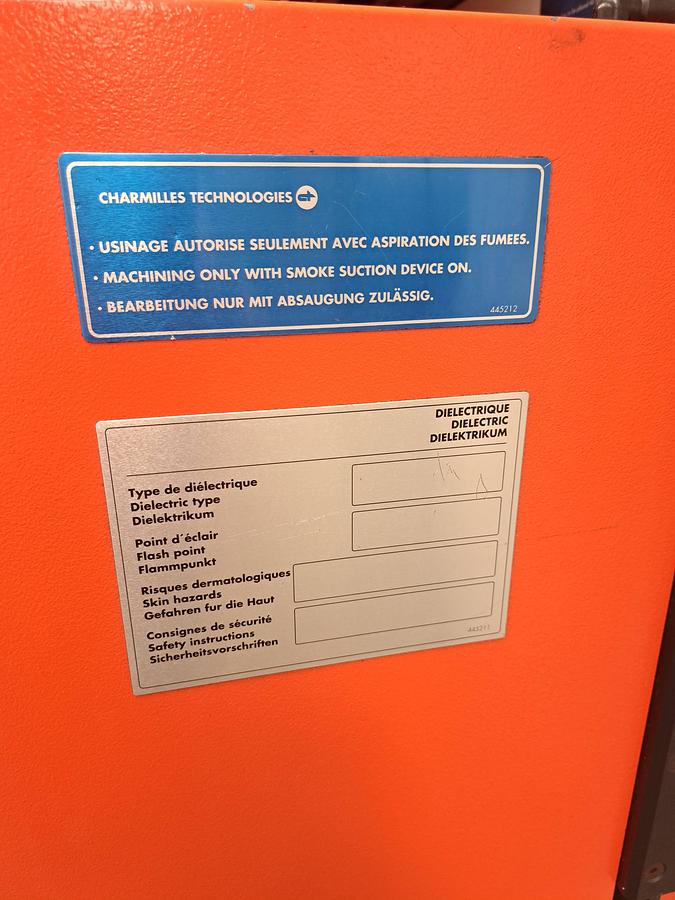 CHARMILLES TECHNOLOGIES
• USINAGE AUTORISE SEULEMENT AVEC ASPIRATION DES FUMEES.
• MACHINING ONLY WITH SMOKE SUCTION DEVICE ON.
• BEARBEITUNG NUR MIT ABSAUGUNG ZULÄSSIG.
445212
DIELECTRIQUE
DIELECTRIC
DIELEKTRIKUM
Type de diélectrique
Dielectric type
Dielektrikum
Point d´éclair
Flash point
Flammpunkt
Risques dermatologiques
Skin hazards
Gefahren fur die Haut
Consignes de sécurité
Safety instructions
Sicherheitsvorschriften
445211